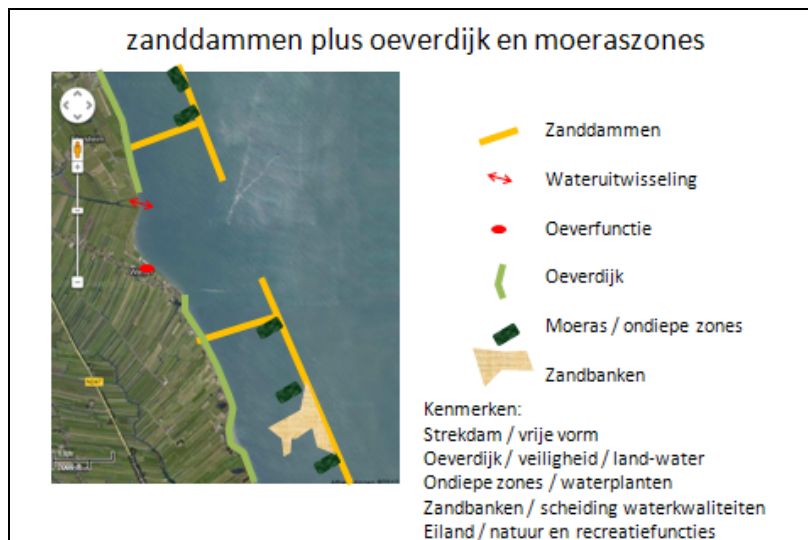 zanddammen plus oeverdijk en moeraszones
Zanddammen
Wateruitwisseling
Oeverfunctie
Oeverdijk
Moeras / ondiepe zones
Zandbanken
N247
Kenmerken:
Strekdam / vrije vorm
Oeverdijk / veiligheid / land-water
Ondiepe zones / waterplanten
Zandbanken / scheiding waterkwaliteiten
Eiland / natuur en recreatiefuncties